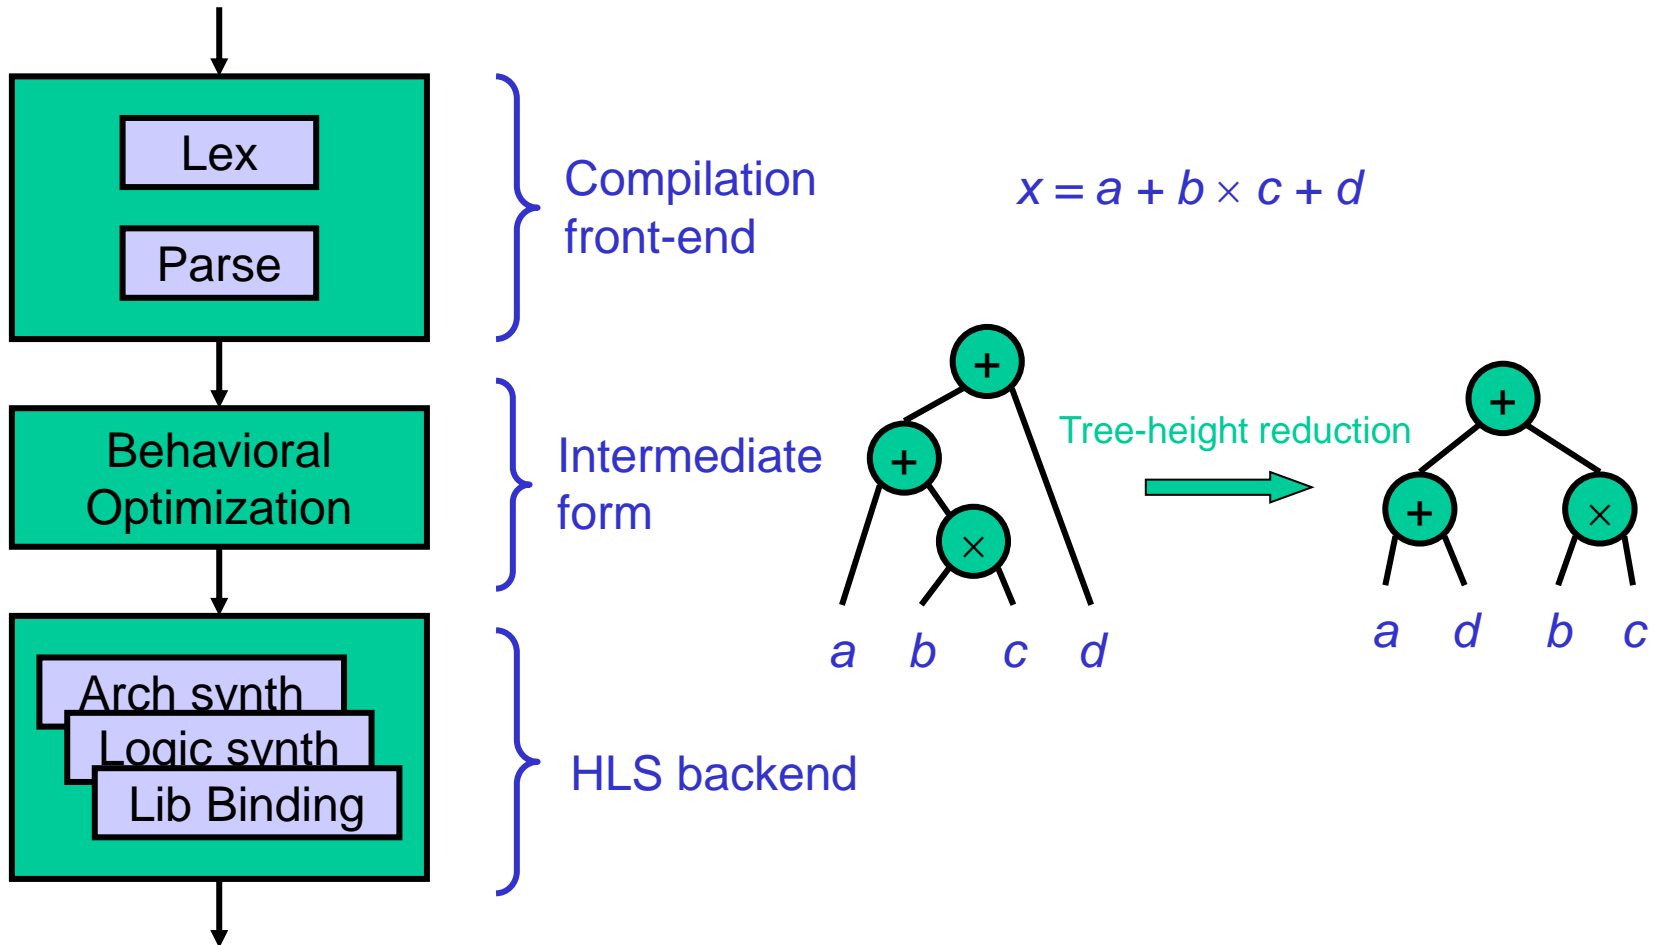 Lex
Parse
Compilation
front-end
x = a + b × c + d
Behavioral
Optimization
Intermediate
form
+
+
×
a b c d
Tree-height reduction
+
+
×
a d b c
Arch synth
Logic synth
Lib Binding
HLS backend